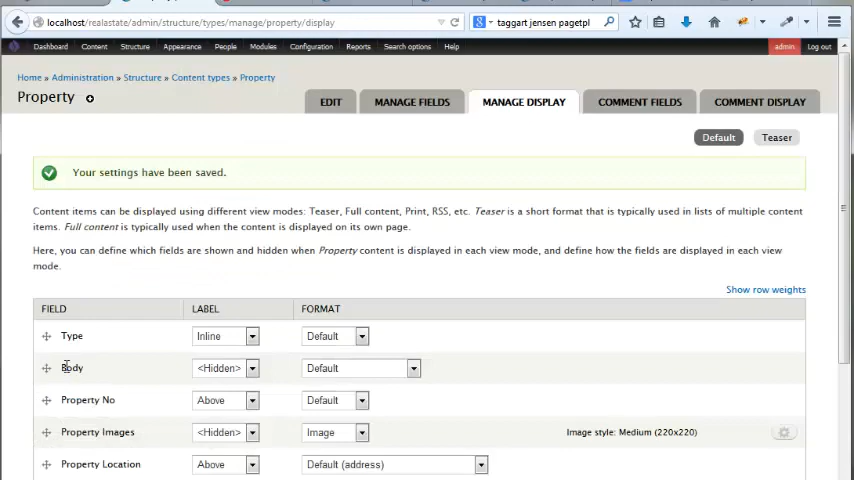 localhost/realastate/admin/structure/types/manage/property/display
taggart jensen pagetpl
Dashboard Content Structure Appearance People Modules Configuration Reports Search options Help
admin Log out
Home » Administration » Structure » Content types » Property
Property
EDIT MANAGE FIELDS MANAGE DISPLAY COMMENT FIELDS COMMENT DISPLAY
Default Teaser
Your settings have been saved.
Content items can be displayed using different view modes: Teaser, Full content, Print, RSS, etc. Teaser is a short format that is typically used in lists of multiple content
items. Full content is typically used when the content is displayed on its own page.
Here, you can define which fields are shown and hidden when Property content is displayed in each view mode, and define how the fields are displayed in each view
mode.
Show row weights
FIELD LABEL FORMAT
Type Inline Default
Body <Hidden> Default
Property No Above Default
Property Images <Hidden> Image Image style: Medium (220x220)
Property Location Above Default (address)